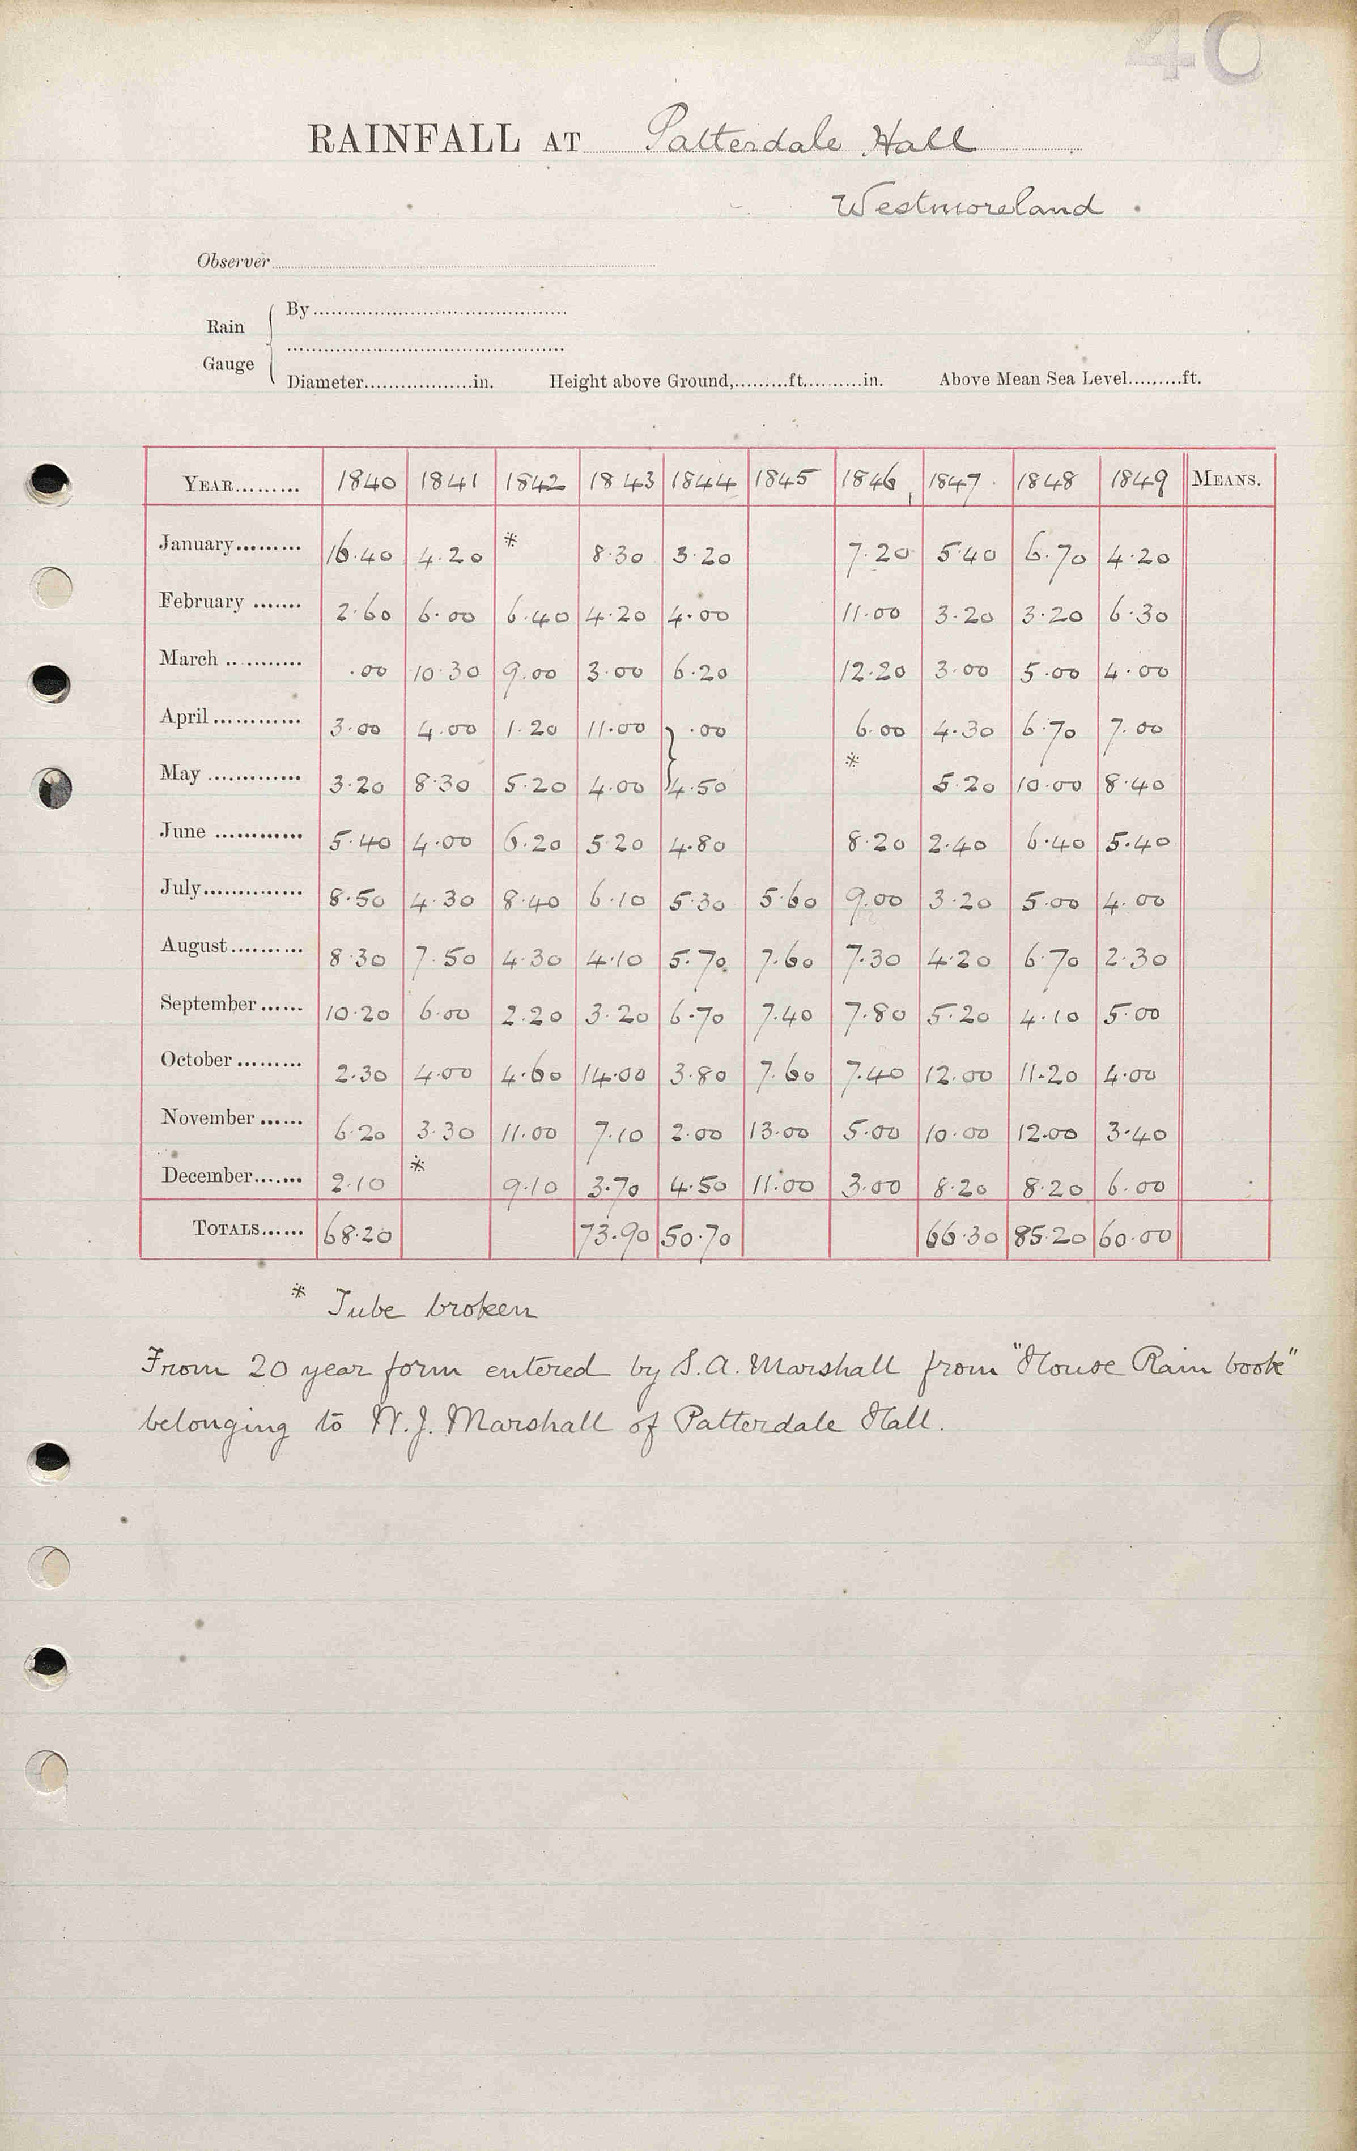 40
RAINFALL AT Patterdale Hall
Westmoreland.
Observer
Rain Gauge
By
Diameter in. Height above Ground, ft. in. Above Mean Sea Level ft.
YEAR 1840 1841 1842 1843 1844 1845 1846 1847 1848 1849 MEANS.
January 16.40 4.20 * 8.30 3.20 7.20 5.40 6.70 4.20
February 2.60 6.00 6.40 4.20 4.00 11.00 3.20 3.20 6.30
March .00 10.30 9.00 3.00 6.20 12.20 3.00 5.00 4.00
April 3.00 4.00 1.20 11.00 } .00 6.00 4.30 6.70 7.00
May 3.20 8.30 5.20 4.00 4.50 * 5.20 10.00 8.40
June 5.40 4.00 6.20 5.20 4.80 8.20 2.40 6.40 5.40
July 8.50 4.30 8.40 6.10 5.30 5.60 9.00 3.20 5.00 4.00
August 8.30 7.50 4.30 4.10 5.70 7.60 7.30 4.20 6.70 2.30
September 10.20 6.00 2.20 3.20 6.70 7.40 7.80 5.20 4.10 5.00
October 2.30 4.00 4.60 14.00 3.80 7.60 7.40 12.00 11.20 4.00
November 6.20 3.30 11.00 7.10 2.00 13.00 5.00 10.00 12.00 3.40
December 2.10 * 9.10 3.70 4.50 11.00 3.00 8.20 8.20 6.00
TOTALS 68.20 73.90 50.70 66.30 85.20 60.00
* Tube broken
From 20 year form entered by S.A. Marshall from "House Rain book"
belonging to W.J. Marshall of Patterdale Hall.